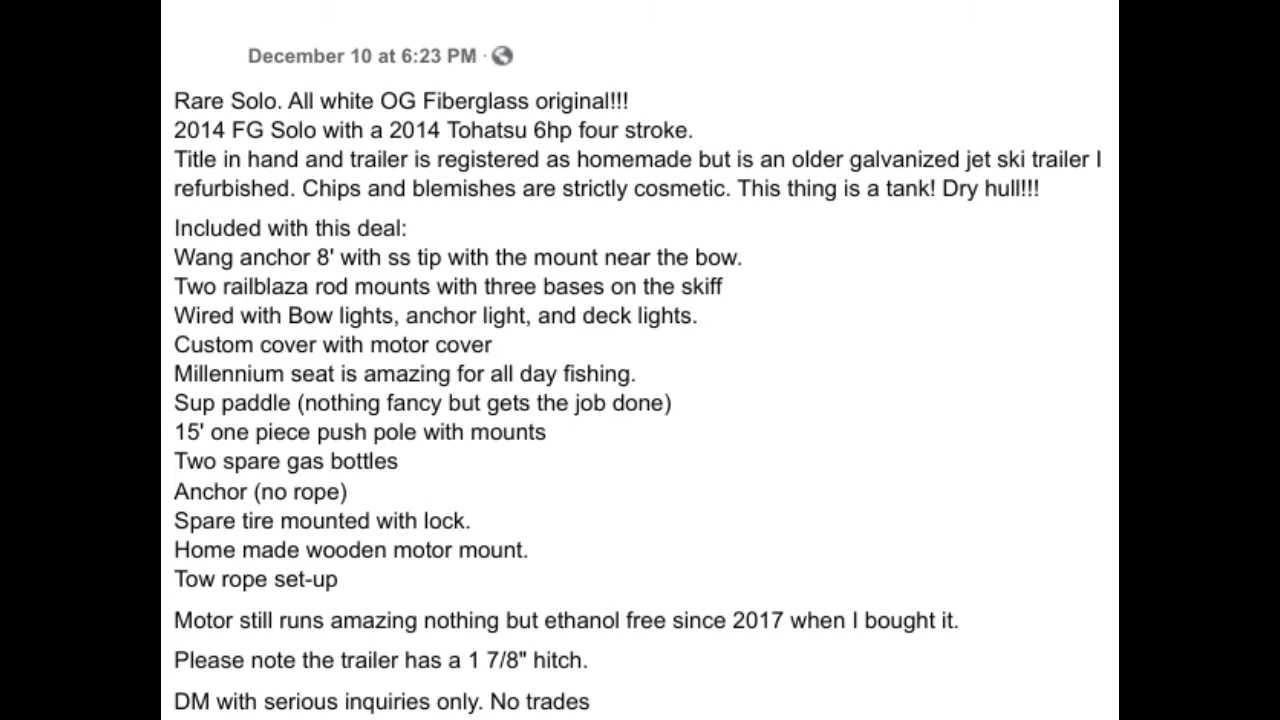 December 10 at 6:23 PM ·
Rare Solo. All white OG Fiberglass original!!!
2014 FG Solo with a 2014 Tohatsu 6hp four stroke.
Title in hand and trailer is registered as homemade but is an older galvanized jet ski trailer I
refurbished. Chips and blemishes are strictly cosmetic. This thing is a tank! Dry hull!!!
Included with this deal:
Wang anchor 8' with ss tip with the mount near the bow.
Two railblaza rod mounts with three bases on the skiff
Wired with Bow lights, anchor light, and deck lights.
Custom cover with motor cover
Millennium seat is amazing for all day fishing.
Sup paddle (nothing fancy but gets the job done)
15' one piece push pole with mounts
Two spare gas bottles
Anchor (no rope)
Spare tire mounted with lock.
Home made wooden motor mount.
Tow rope set-up
Motor still runs amazing nothing but ethanol free since 2017 when I bought it.
Please note the trailer has a 1 7/8" hitch.
DM with serious inquiries only. No trades